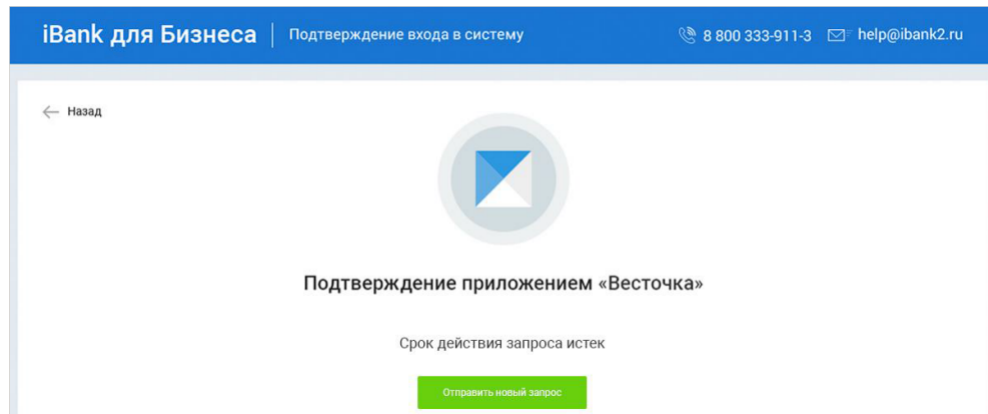 iBank для Бизнеса | Подтверждение входа в систему 8 800 333-911-3 help@ibank2.ru
← Назад
Подтверждение приложением «Весточка»
Срок действия запроса истек
Отправить новый запрос